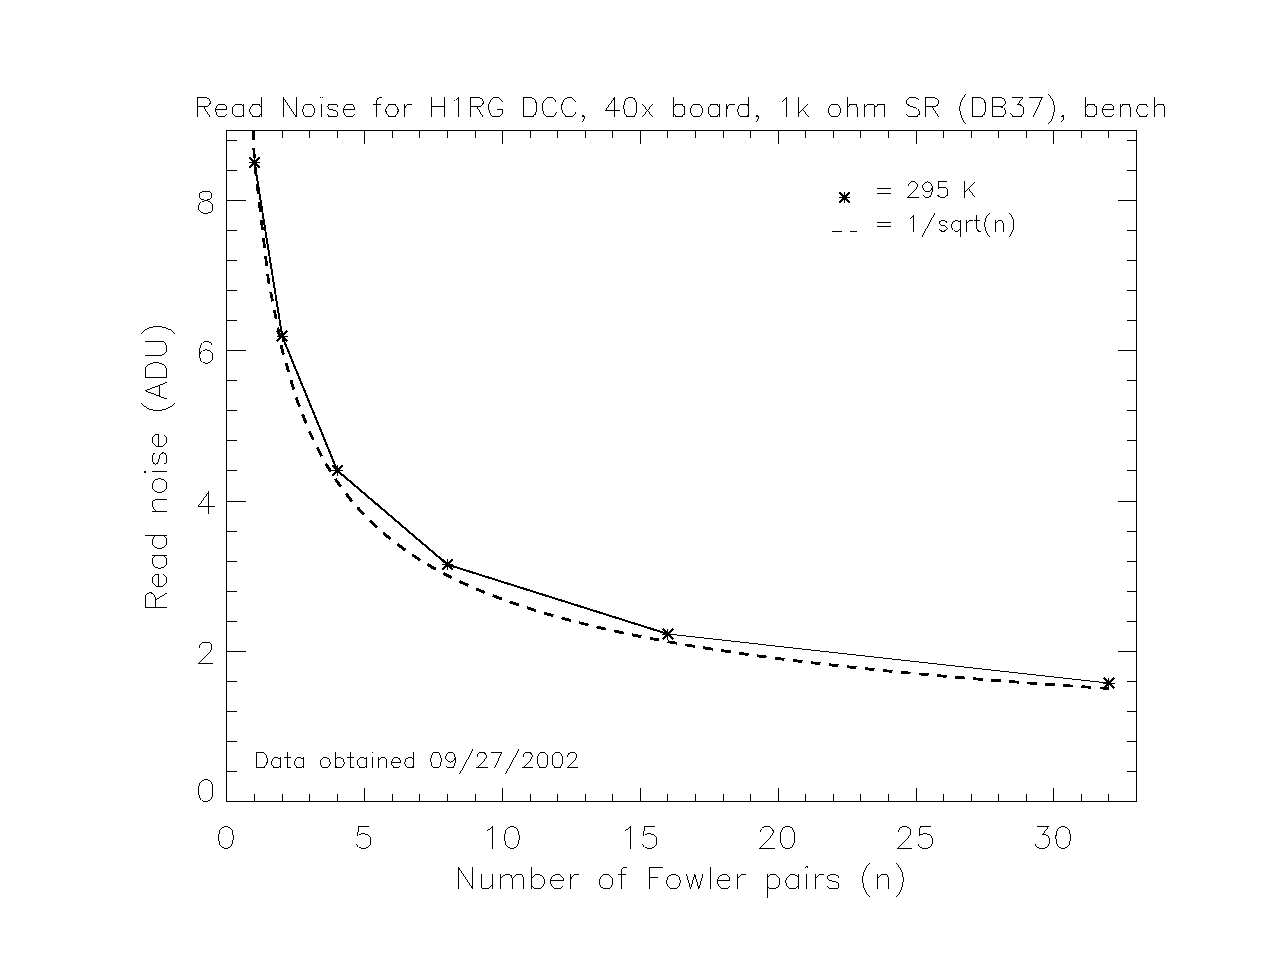 Read Noise for H1RG DCC, 40x board, 1k ohm SR (DB37), bench
= 295 K
= 1/sqrt(n)
8
6
4
2
0
Read noise (ADU)
Data obtained 09/27/2002
0 5 10 15 20 25 30
Number of Fowler pairs (n)